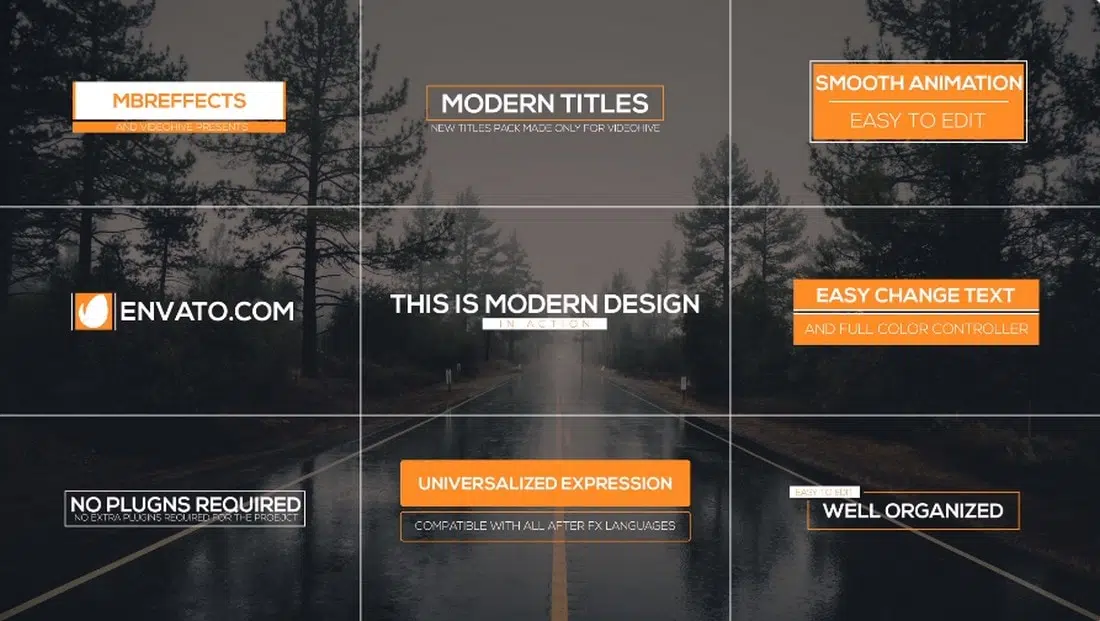 MBREFFECTS
AND VIDEOHIVE PRESENTS
MODERN TITLES
NEW TITLES PACK MADE ONLY FOR VIDEOHIVE
SMOOTH ANIMATION
EASY TO EDIT
ENVATO.COM
THIS IS MODERN DESIGN
IN ACTION
EASY CHANGE TEXT
AND FULL COLOR CONTROLLER
NO PLUGNS REQUIRED
NO EXTRA PLUGINS REQUIRED FOR THE PROJECT
UNIVERSALIZED EXPRESSION
COMPATIBLE WITH ALL AFTER FX LANGUAGES
EASY TO EDIT
WELL ORGANIZED